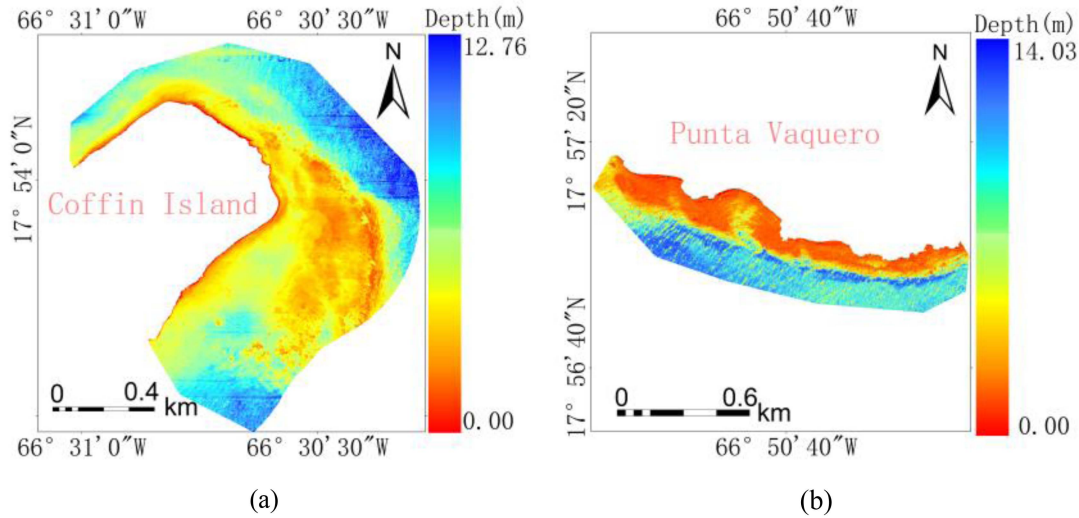 66° 31′0″W 66° 30′30″W
Depth(m)
12.76
N
17° 54′0″N
Coffin Island
0 0.4
km
0.00
66° 31′0″W 66° 30′30″W
(a)
66° 50′40″W
Depth(m)
14.03
N
17° 57′20″N
Punta Vaquero
17° 56′40″N
0 0.6
km
0.00
66° 50′40″W
(b)